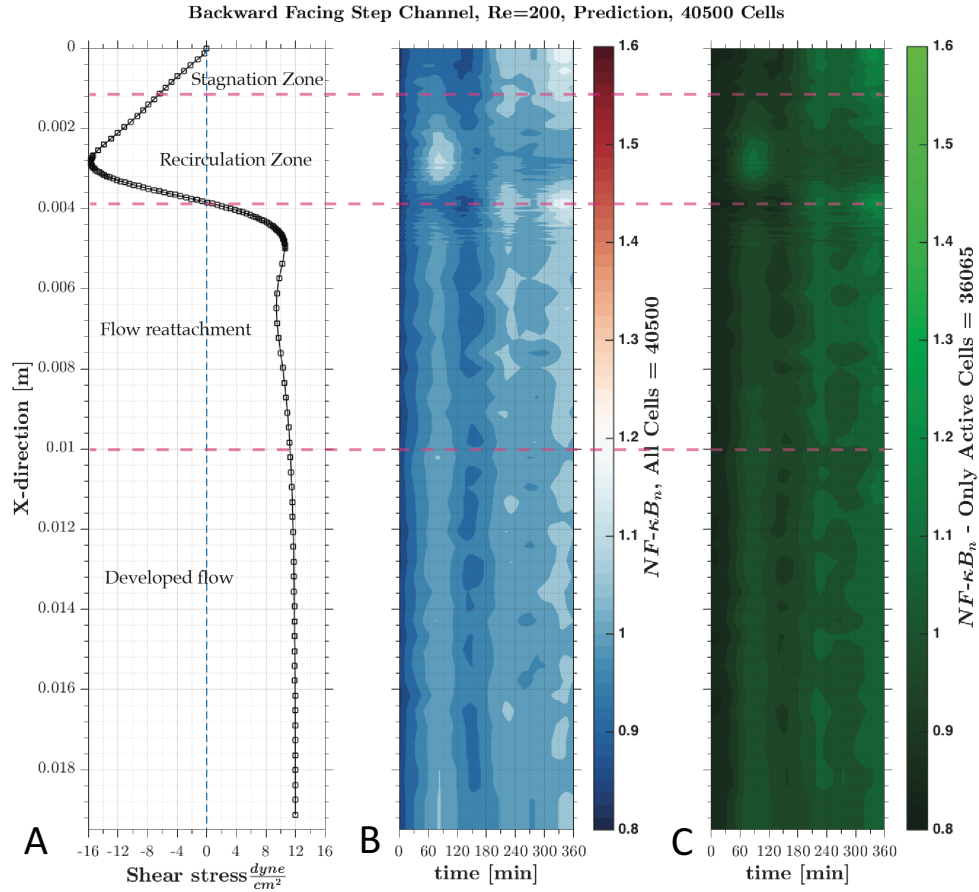 Backward Facing Step Channel, Re=200, Prediction, 40500 Cells
X-direction [m]
0
0.002
0.004
0.006
0.008
0.01
0.012
0.014
0.016
0.018
Stagnation Zone
Recirculation Zone
Flow reattachment
Developed flow
A
-16 -12 -8 -4 0 4 8 12 16
Shear stress dyne/cm²
B
0 60 120 180 240 300 360
time [min]
1.6
1.5
1.4
1.3
1.2
1.1
1
0.9
0.8
NF-κBₙ, All Cells = 40500
C
0 60 120 180 240 300 360
time [min]
1.6
1.5
1.4
1.3
1.2
1.1
1
0.9
0.8
NF-κBₙ - Only Active Cells = 36065